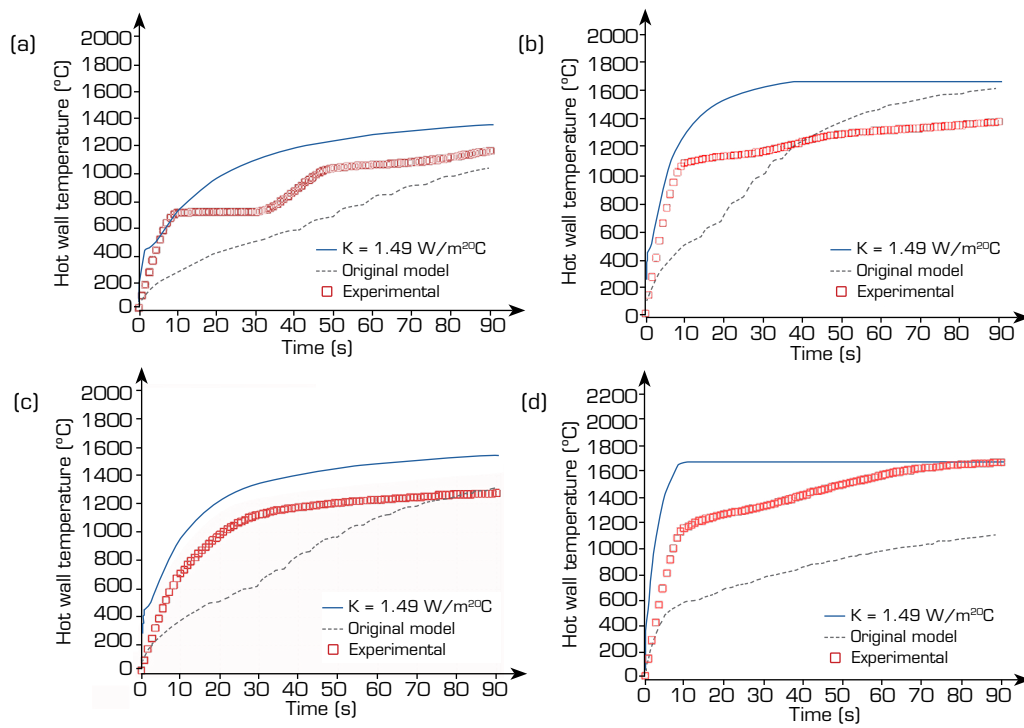 (a)
Hot wall temperature (°C)
2000
1800
1600
1400
1200
1000
800
600
400
200
0
0 10 20 30 40 50 60 70 80 90
Time (s)
K = 1.49 W/m²⁰C
Original model
Experimental
(b)
Hot wall temperature (°C)
2000
1800
1600
1400
1200
1000
800
600
400
200
0
0 10 20 30 40 50 60 70 80 90
Time (s)
K = 1.49 W/m²⁰C
Original model
Experimental
(c)
Hot wall temperature (°C)
2000
1800
1600
1400
1200
1000
800
600
400
200
0
0 10 20 30 40 50 60 70 80 90
Time (s)
K = 1.49 W/m²⁰C
Original model
Experimental
(d)
Hot wall temperature (°C)
2200
2000
1800
1600
1400
1200
1000
800
600
400
200
0
0 10 20 30 40 50 60 70 80 90
Time (s)
K = 1.49 W/m²⁰C
Original model
Experimental